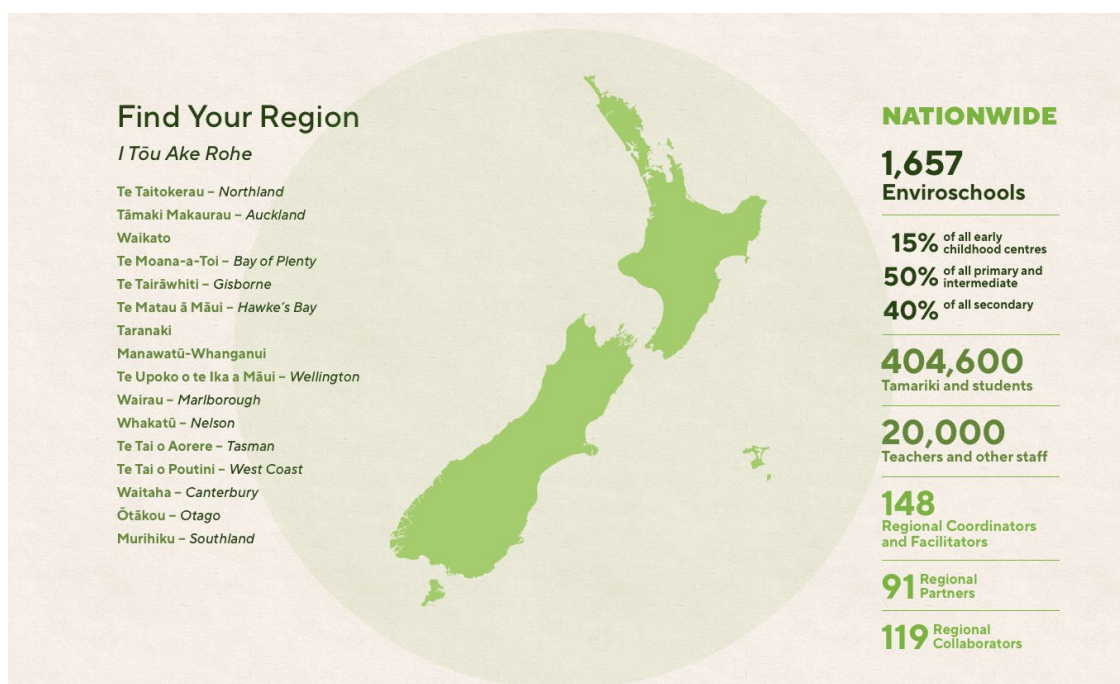 Find Your Region
I Tōu Ake Rohe
Te Taitokerau – Northland
Tāmaki Makaurau – Auckland
Waikato
Te Moana-a-Toi – Bay of Plenty
Te Tairāwhiti – Gisborne
Te Matau ā Māui – Hawke's Bay
Taranaki
Manawatū-Whanganui
Te Upoko o te Ika a Māui – Wellington
Wairau – Marlborough
Whakatū – Nelson
Te Tai o Aorere – Tasman
Te Tai o Poutini – West Coast
Waitaha – Canterbury
Ōtākou – Otago
Murihiku – Southland
NATIONWIDE
1,657
Enviroschools
15% of all early
childhood centres
50% of all primary and
intermediate
40% of all secondary
404,600
Tamariki and students
20,000
Teachers and other staff
148
Regional Coordinators
and Facilitators
91 Regional
Partners
119 Regional
Collaborators